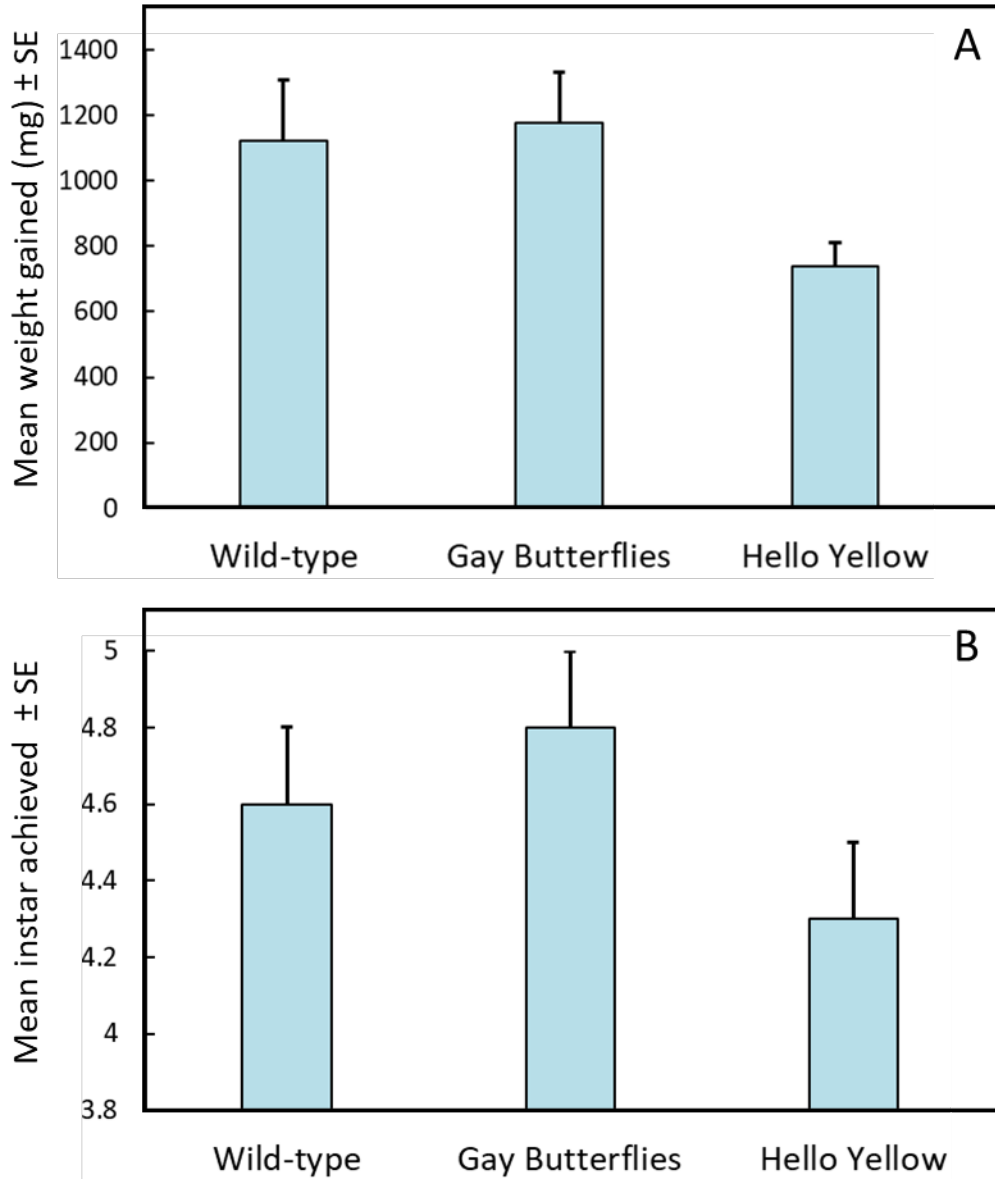 A
Mean weight gained (mg) ± SE
1400
1200
1000
800
600
400
200
0
Wild-type Gay Butterflies Hello Yellow
B
Mean instar achieved ± SE
5
4.8
4.6
4.4
4.2
4
3.8
Wild-type Gay Butterflies Hello Yellow